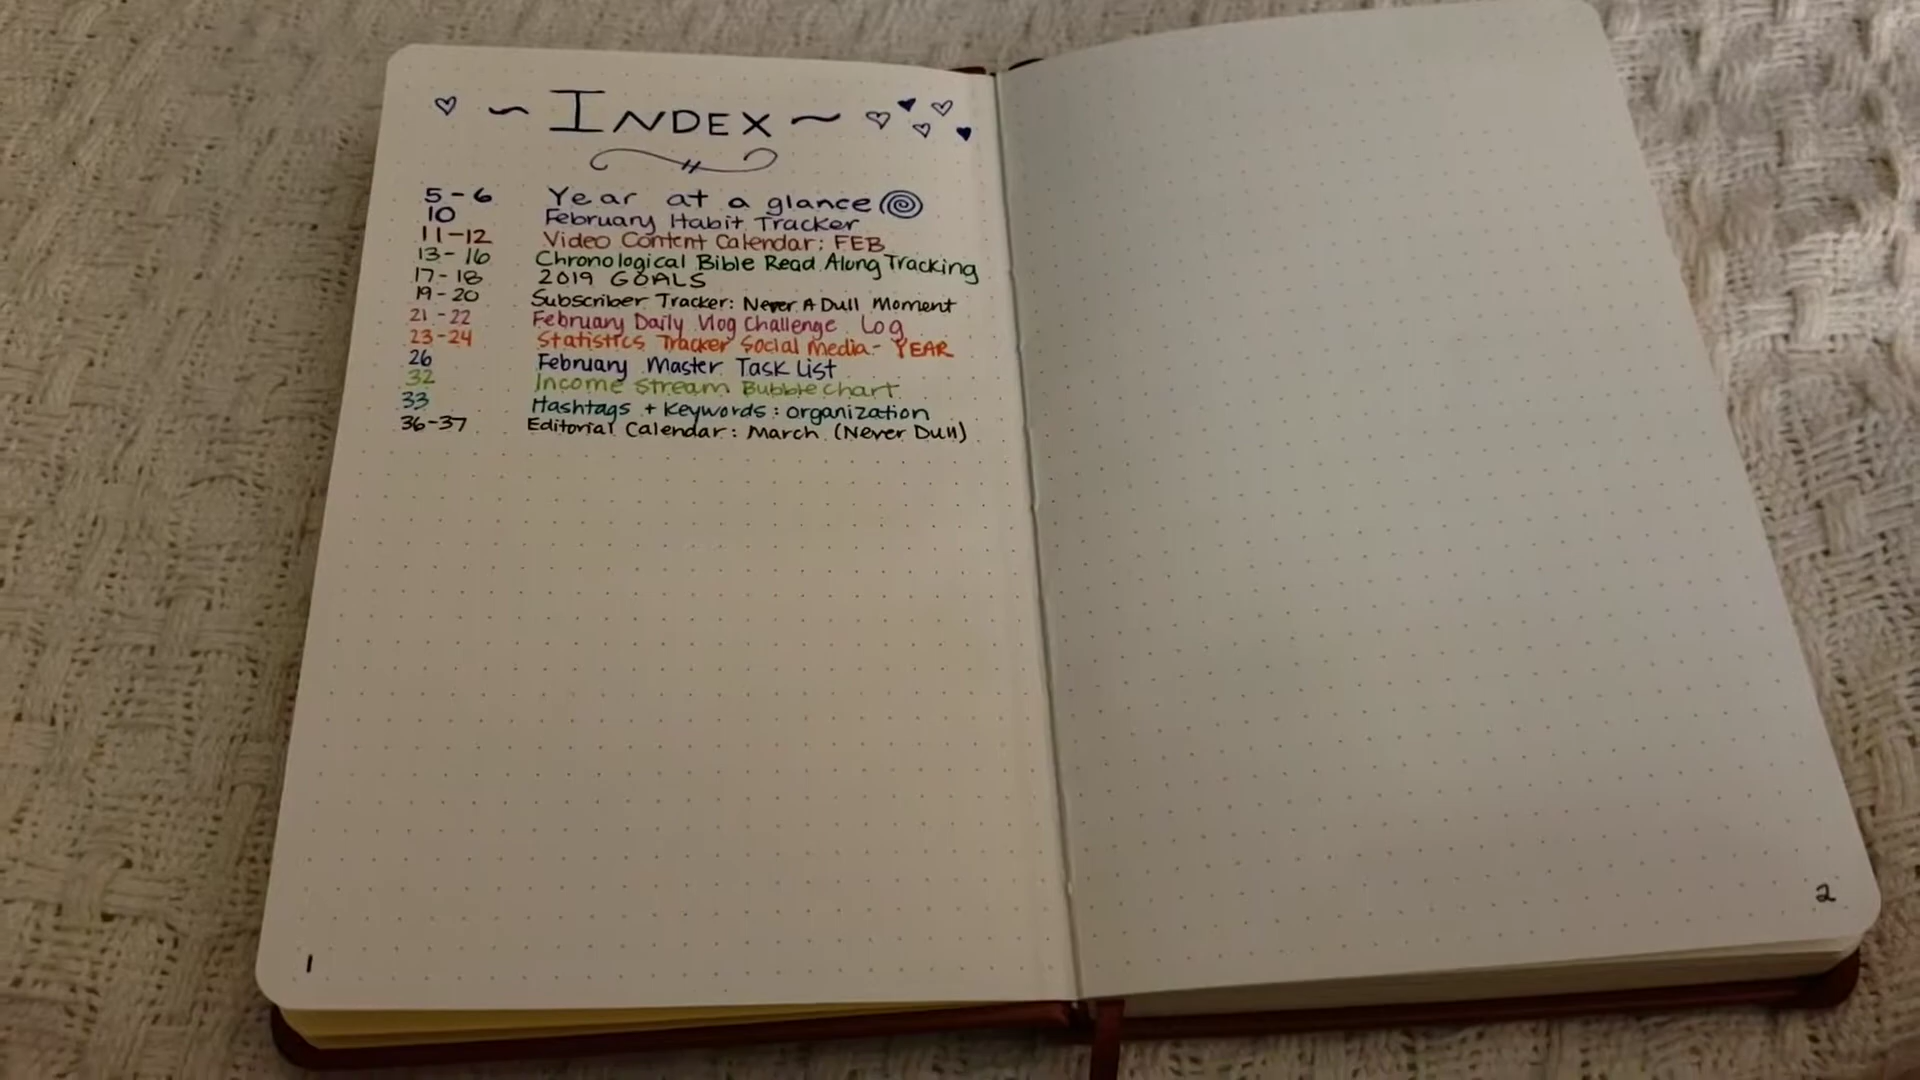 ~ INDEX ~
5-6 Year at a glance
10 February Habit Tracker
11-12 Video Content Calendar: FEB
13-16 Chronological Bible Read Along Tracking
17-18 2019 GOALS
19-20 Subscriber Tracker: Never A Dull Moment
21-22 February Daily Vlog Challenge Log
23-24 Statistics Tracker Social Media- YEAR
26 February Master Task List
32 Income Stream Bubble chart
33 Hashtags + Keywords: organization
36-37 Editorial Calendar: March (Never Dull)
1
2